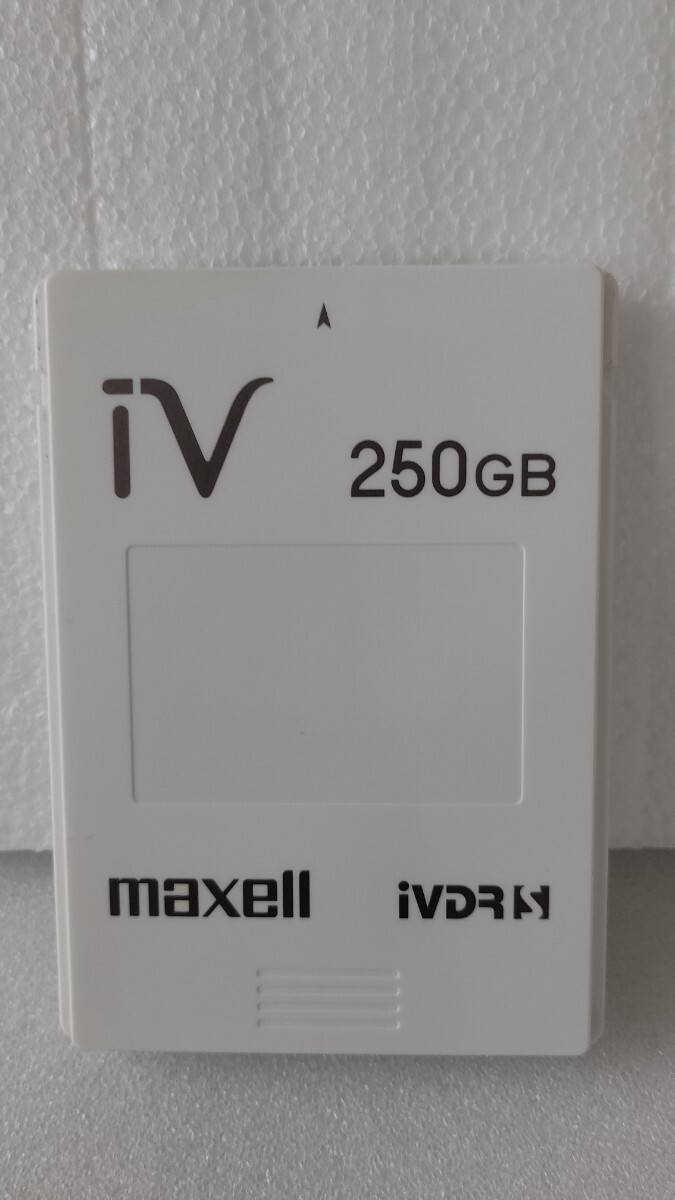 iV
250GB
maxell
iVDR S